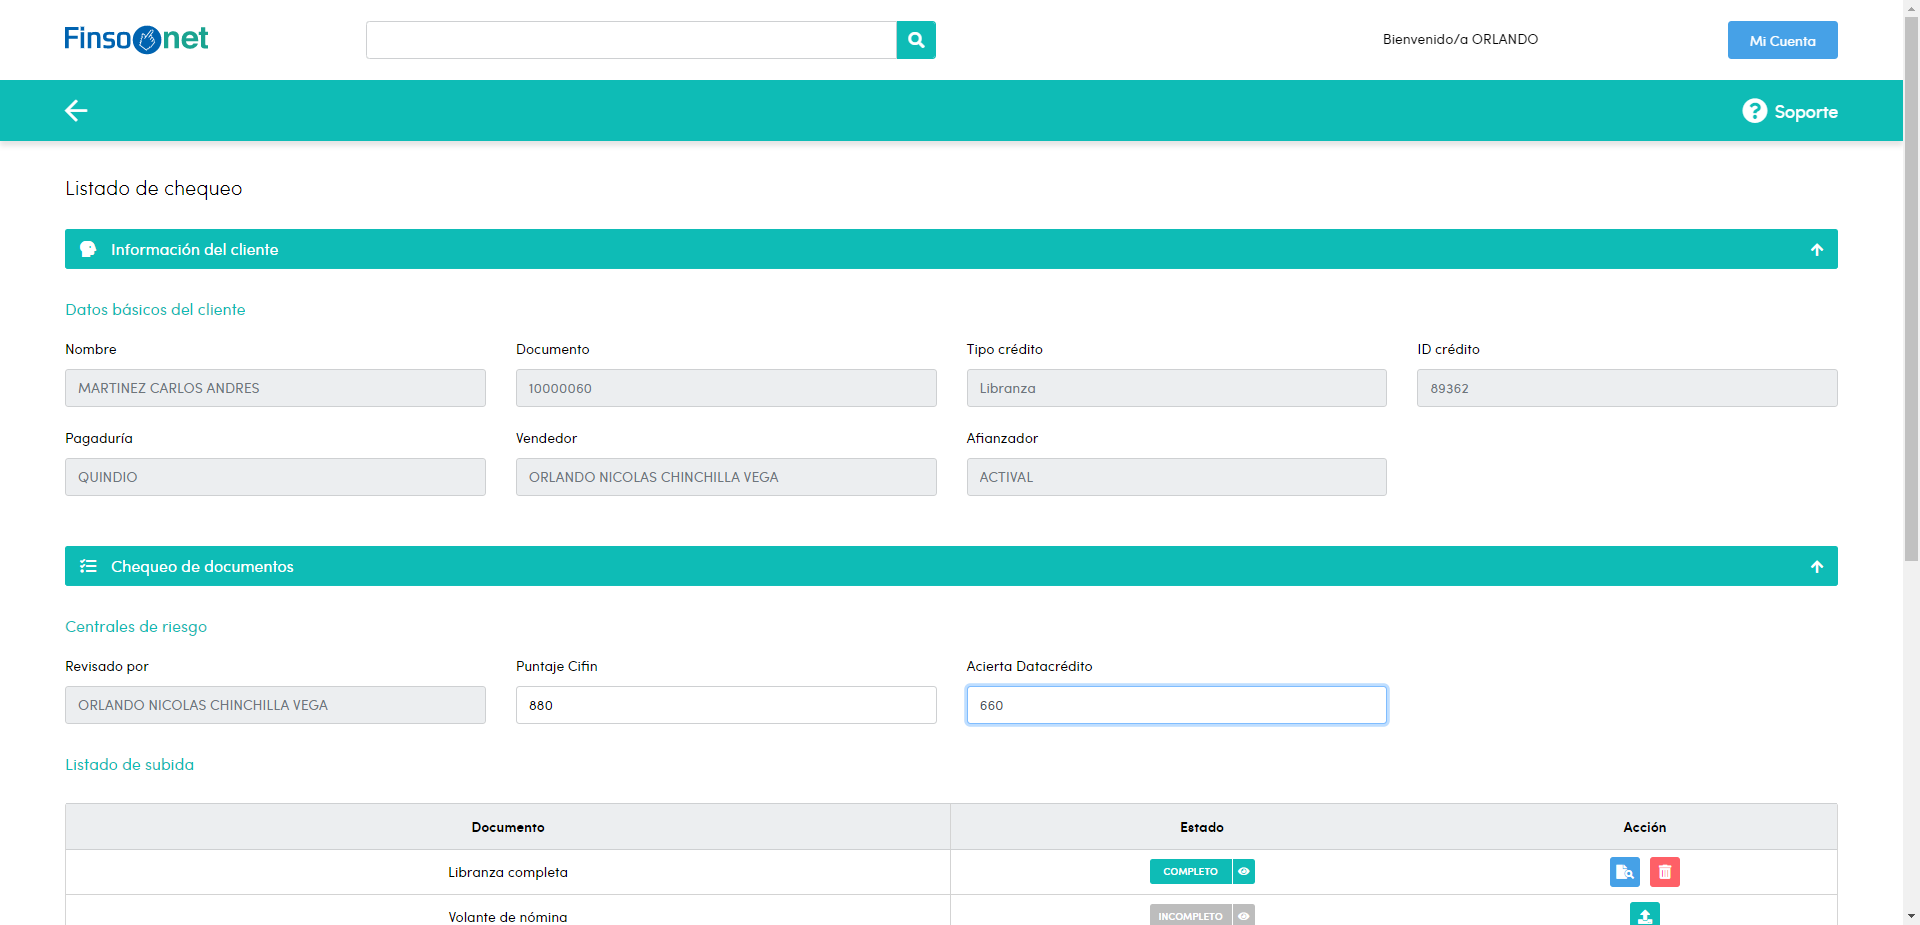 Finsonet
Bienvenido/a ORLANDO
Mi Cuenta
Soporte
Listado de chequeo
Información del cliente
Datos básicos del cliente
Nombre Documento Tipo crédito ID crédito
MARTINEZ CARLOS ANDRES 10000060 Libranza 89362
Pagaduría Vendedor Afianzador
QUINDIO ORLANDO NICOLAS CHINCHILLA VEGA ACTIVAL
Chequeo de documentos
Centrales de riesgo
Revisado por Puntaje Cifin Acierta Datacrédito
ORLANDO NICOLAS CHINCHILLA VEGA 880 660
Listado de subida
Documento Estado Acción
Libranza completa COMPLETO
Volante de nómina INCOMPLETO